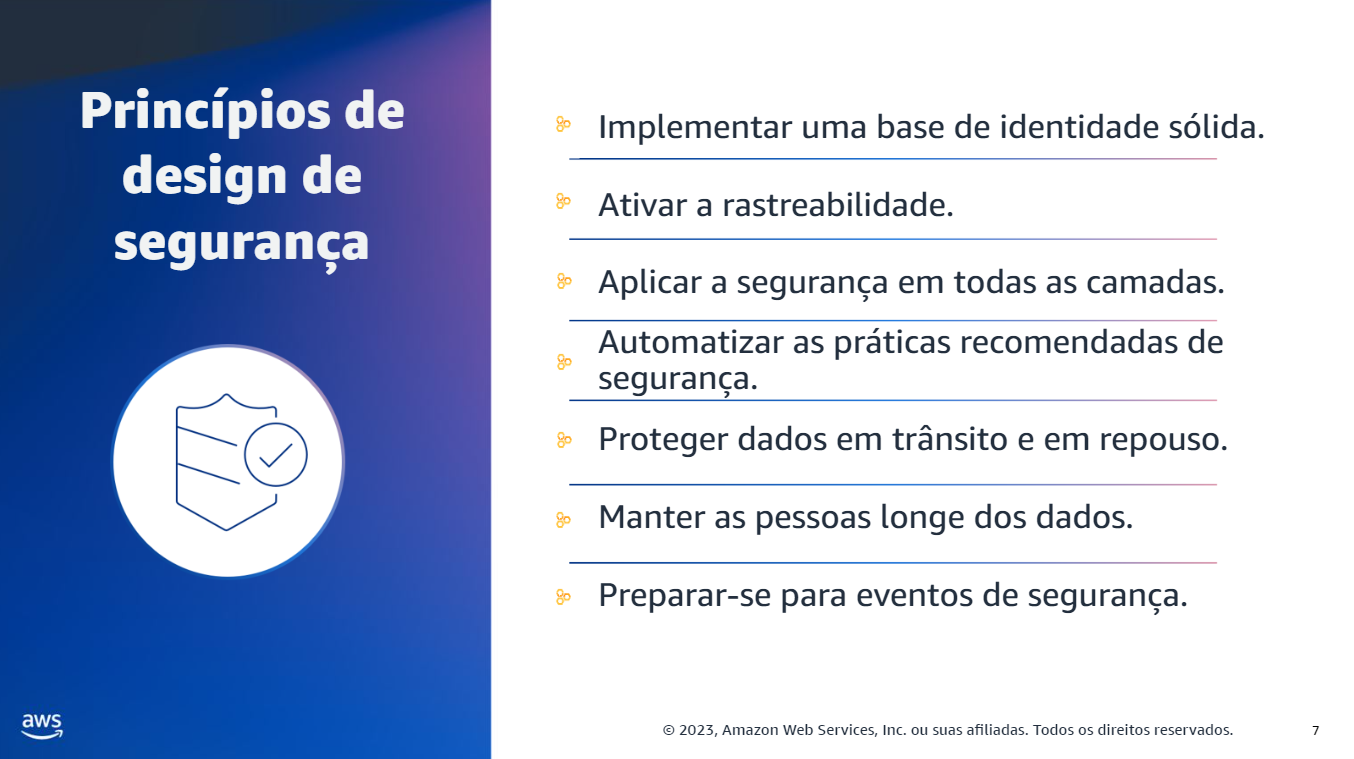 Princípios de
design de
segurança
Implementar uma base de identidade sólida.
Ativar a rastreabilidade.
Aplicar a segurança em todas as camadas.
Automatizar as práticas recomendadas de
segurança.
Proteger dados em trânsito e em repouso.
Manter as pessoas longe dos dados.
Preparar-se para eventos de segurança.
aws
© 2023, Amazon Web Services, Inc. ou suas afiliadas. Todos os direitos reservados.
7